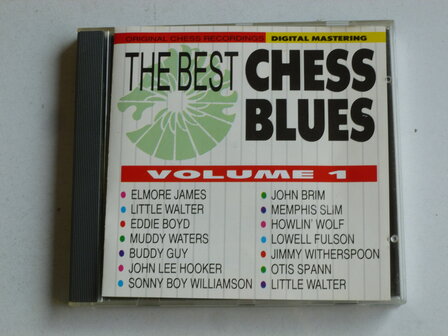 ORIGINAL CHESS RECORDINGS DIGITAL MASTERING
THE BEST CHESS
BLUES
VOLUME 1
ELMORE JAMES
LITTLE WALTER
EDDIE BOYD
MUDDY WATERS
BUDDY GUY
JOHN LEE HOOKER
SONNY BOY WILLIAMSON
JOHN BRIM
MEMPHIS SLIM
HOWLIN' WOLF
LOWELL FULSON
JIMMY WITHERSPOON
OTIS SPANN
LITTLE WALTER